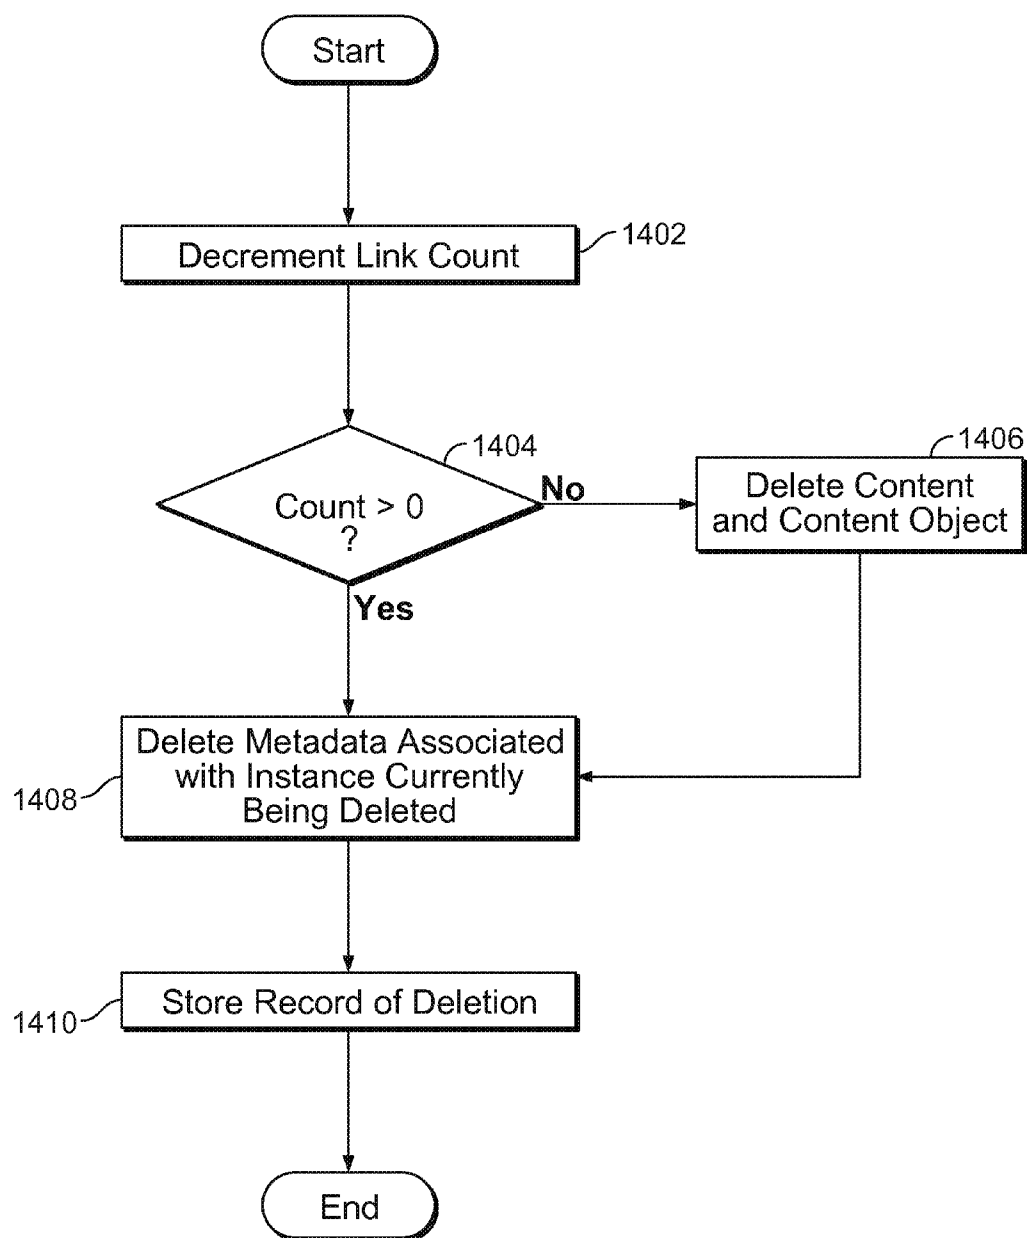 Start
Decrement Link Count
1402
1404
Count > 0
?
No
1406
Delete Content
and Content Object
Yes
Delete Metadata Associated
with Instance Currently
Being Deleted
1408
Store Record of Deletion
1410
End